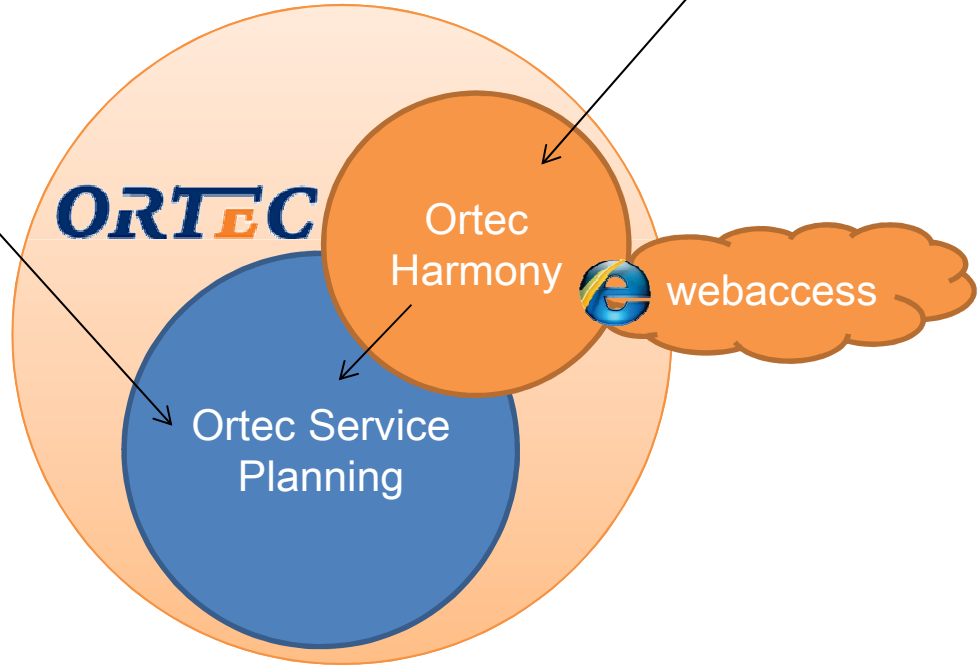 ORTEC
Ortec
Harmony
e webaccess
Ortec Service
Planning